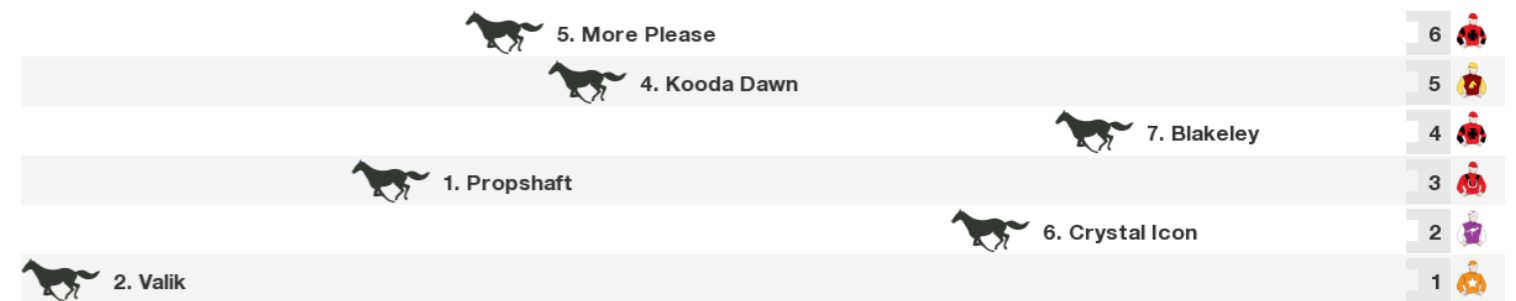 5. More Please 6
4. Kooda Dawn 5
7. Blakeley 4
1. Propshaft 3
6. Crystal Icon 2
2. Valik 1